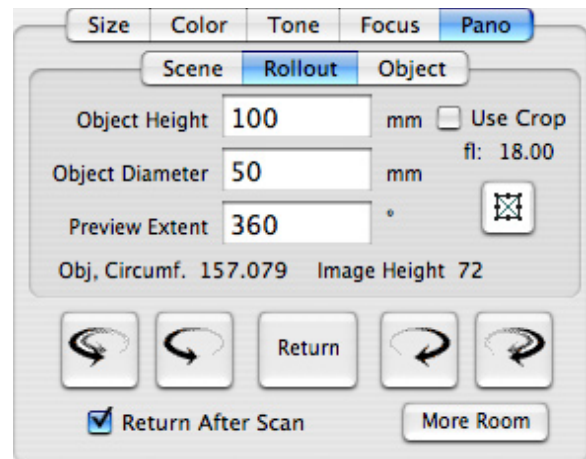 Size Color Tone Focus Pano
Scene Rollout Object
Object Height 100 mm Use Crop
fl: 18.00
Object Diameter 50 mm
Preview Extent 360 °
Obj, Circumf. 157.079 Image Height 72
Return
Return After Scan More Room